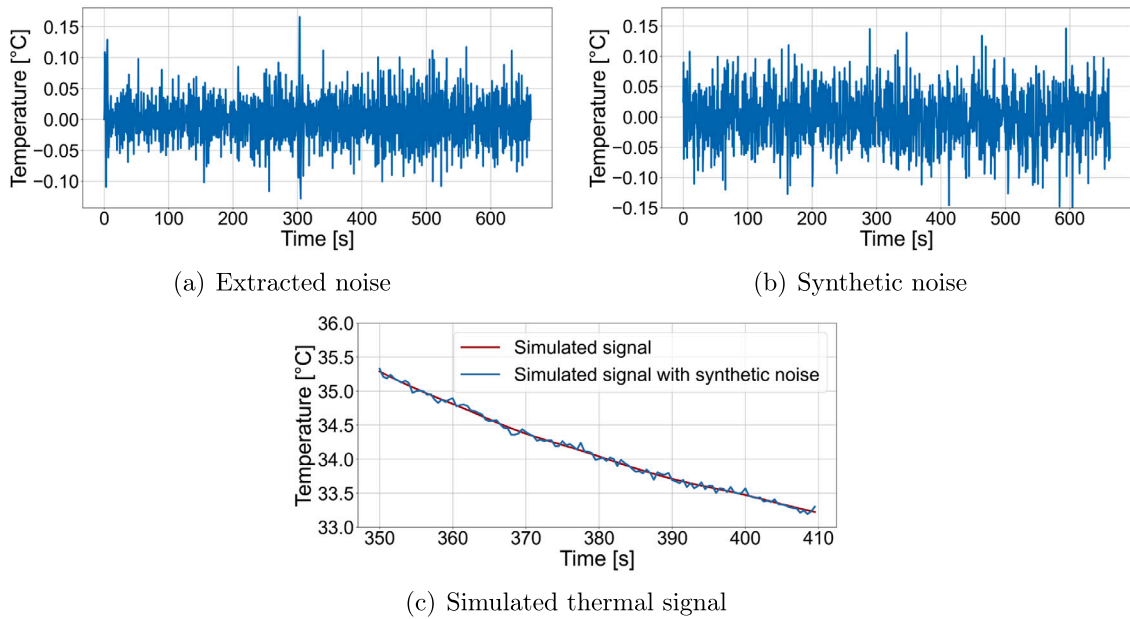 Temperature [°C]
0.15
0.10
0.05
0.00
−0.05
−0.10
0 100 200 300 400 500 600
Time [s]
(a) Extracted noise
Temperature [°C]
0.15
0.10
0.05
0.00
−0.05
−0.10
−0.15
0 100 200 300 400 500 600
Time [s]
(b) Synthetic noise
Temperature [°C]
36.0
35.5
35.0
34.5
34.0
33.5
33.0
Simulated signal
Simulated signal with synthetic noise
350 360 370 380 390 400 410
Time [s]
(c) Simulated thermal signal